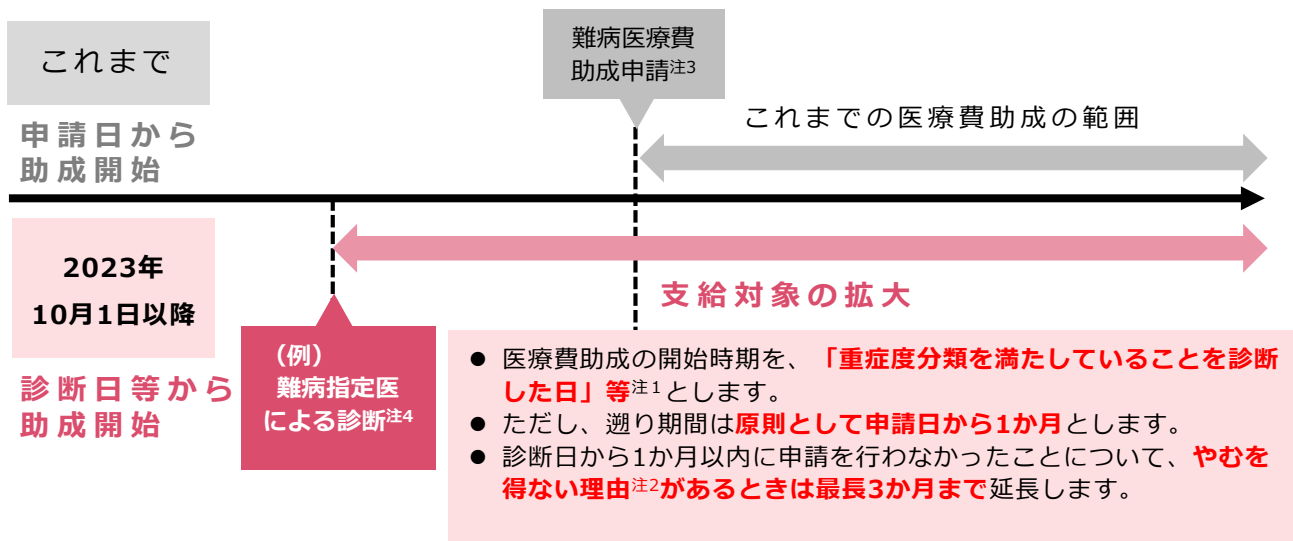 これまで
申請日から
助成開始
難病医療費
助成申請注3
これまでの医療費助成の範囲
2023年
10月1日以降
診断日等から
助成開始
支給対象の拡大
（例）
難病指定医
による診断注4
● 医療費助成の開始時期を、「重症度分類を満たしていることを診断
した日」等注1とします。
● ただし、遡り期間は原則として申請日から1か月とします。
● 診断日から1か月以内に申請を行わなかったことについて、やむを
得ない理由注2があるときは最長3か月まで延長します。